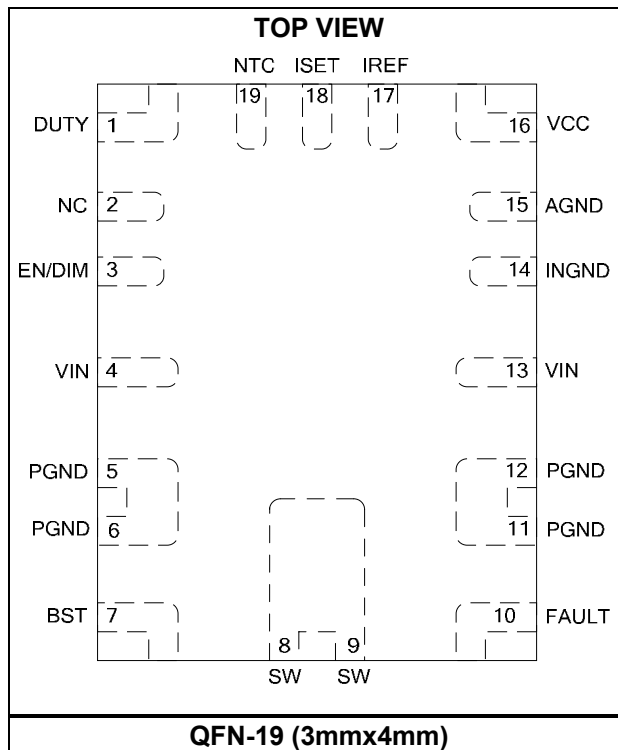 TOP VIEW
NTC ISET IREF
19 18 17
DUTY 1 16 VCC
NC 2 15 AGND
EN/DIM 3 14 INGND
VIN 4 13 VIN
PGND 5 12 PGND
PGND 6 11 PGND
BST 7 10 FAULT
8 9
SW SW
QFN-19 (3mmx4mm)